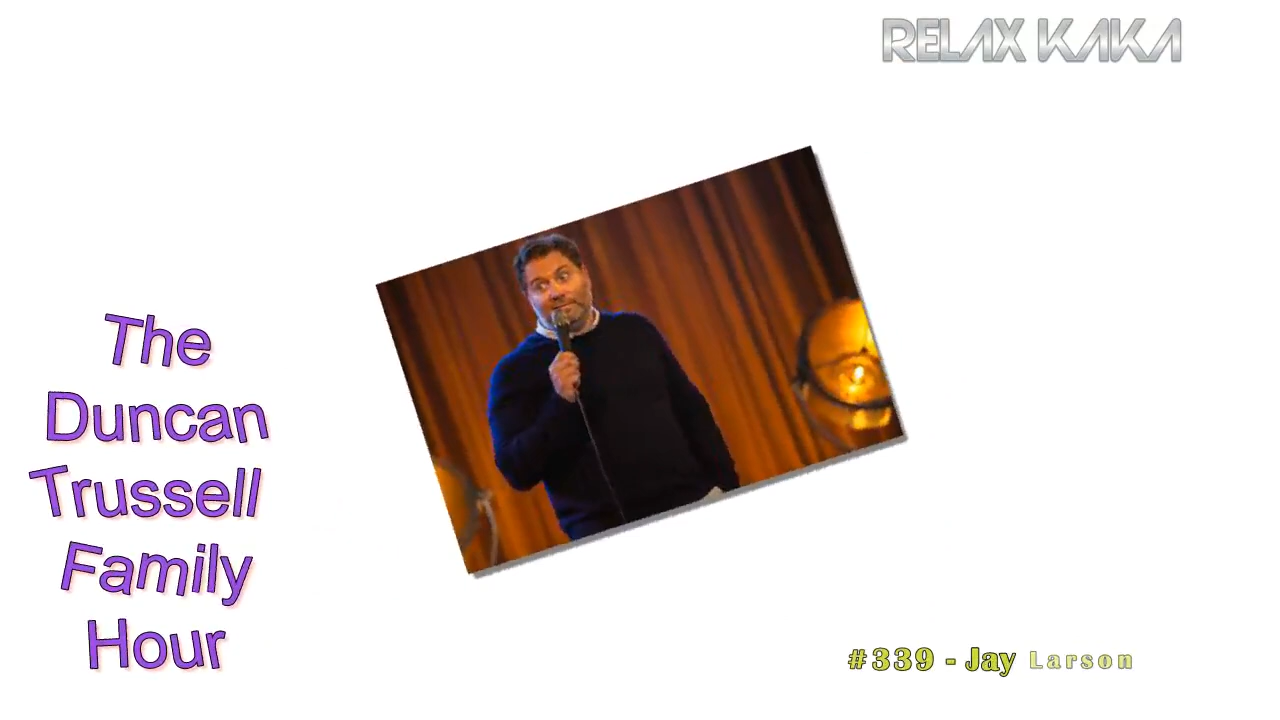 RELAX KAKA
The
Duncan
Trussell
Family
Hour
#339 - Jay Larson